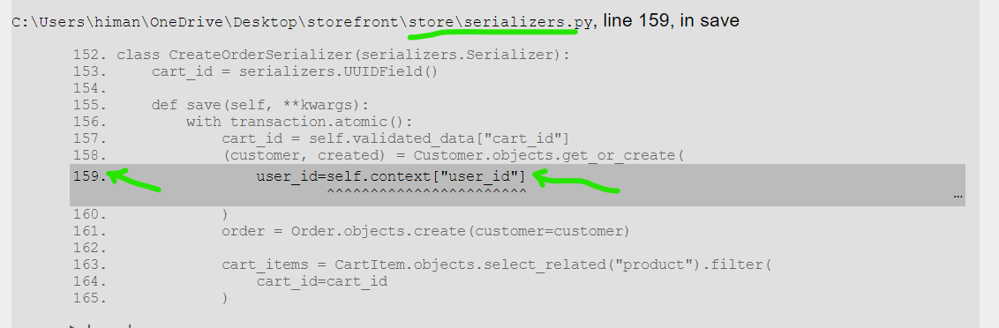 C:\Users\himan\OneDrive\Desktop\storefront\store\serializers.py, line 159, in save
152. class CreateOrderSerializer(serializers.Serializer):
153.     cart_id = serializers.UUIDField()
154.
155.     def save(self, **kwargs):
156.         with transaction.atomic():
157.             cart_id = self.validated_data["cart_id"]
158.             (customer, created) = Customer.objects.get_or_create(
159.                 user_id=self.context["user_id"]
^^^^^^^^^^^^^^^^^^^^^^^
…
160.             )
161.             order = Order.objects.create(customer=customer)
162.
163.             cart_items = CartItem.objects.select_related("product").filter(
164.                 cart_id=cart_id
165.             )